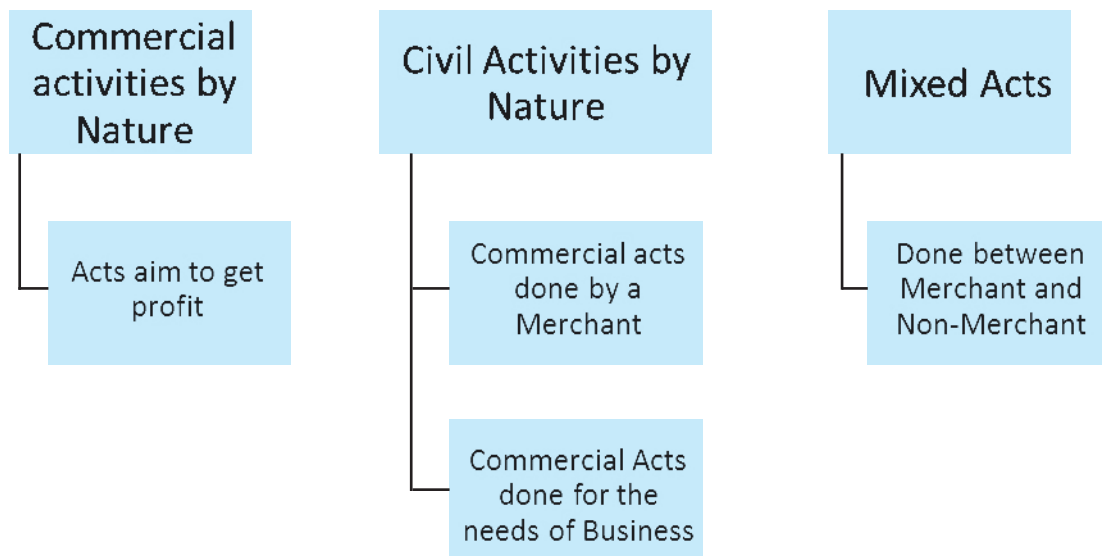 Commercial
activities by
Nature
Acts aim to get
profit
Civil Activities by
Nature
Commercial acts
done by a
Merchant
Commercial Acts
done for the
needs of Business
Mixed Acts
Done between
Merchant and
Non-Merchant